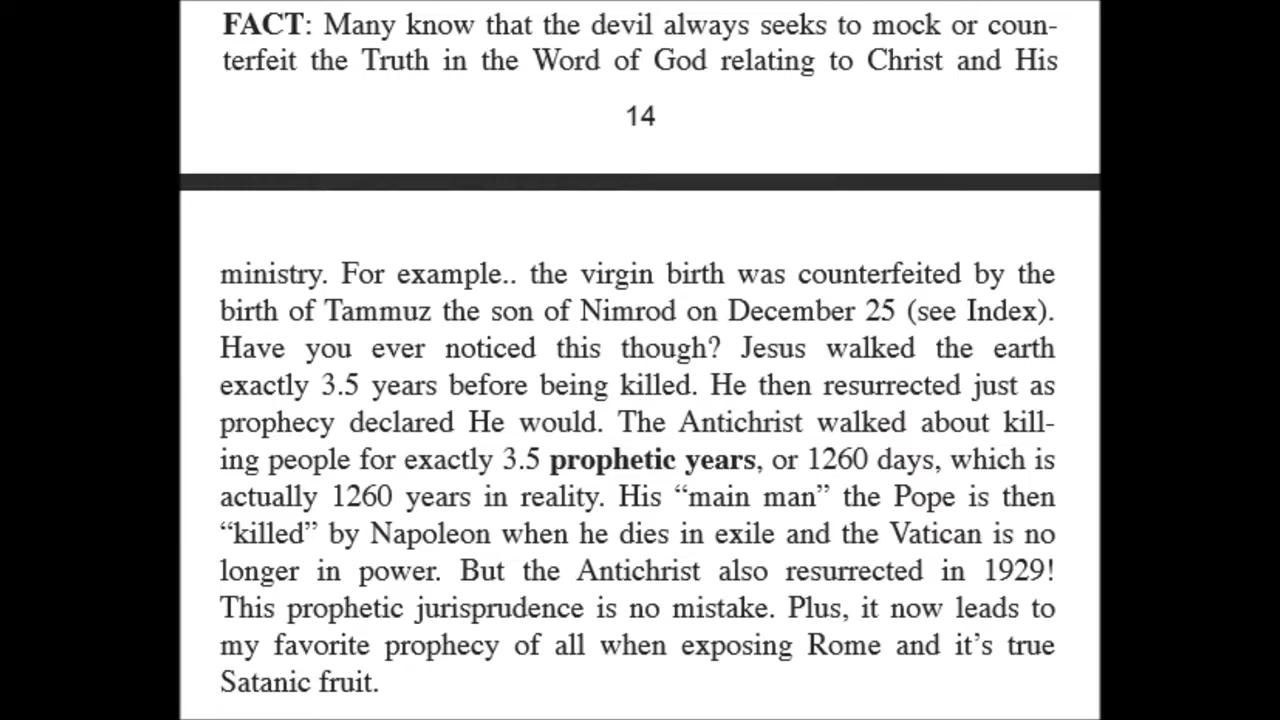 FACT: Many know that the devil always seeks to mock or coun-
terfeit the Truth in the Word of God relating to Christ and His
14
ministry. For example.. the virgin birth was counterfeited by the
birth of Tammuz the son of Nimrod on December 25 (see Index).
Have you ever noticed this though? Jesus walked the earth
exactly 3.5 years before being killed. He then resurrected just as
prophecy declared He would. The Antichrist walked about kill-
ing people for exactly 3.5 prophetic years, or 1260 days, which is
actually 1260 years in reality. His “main man” the Pope is then
“killed” by Napoleon when he dies in exile and the Vatican is no
longer in power. But the Antichrist also resurrected in 1929!
This prophetic jurisprudence is no mistake. Plus, it now leads to
my favorite prophecy of all when exposing Rome and it’s true
Satanic fruit.